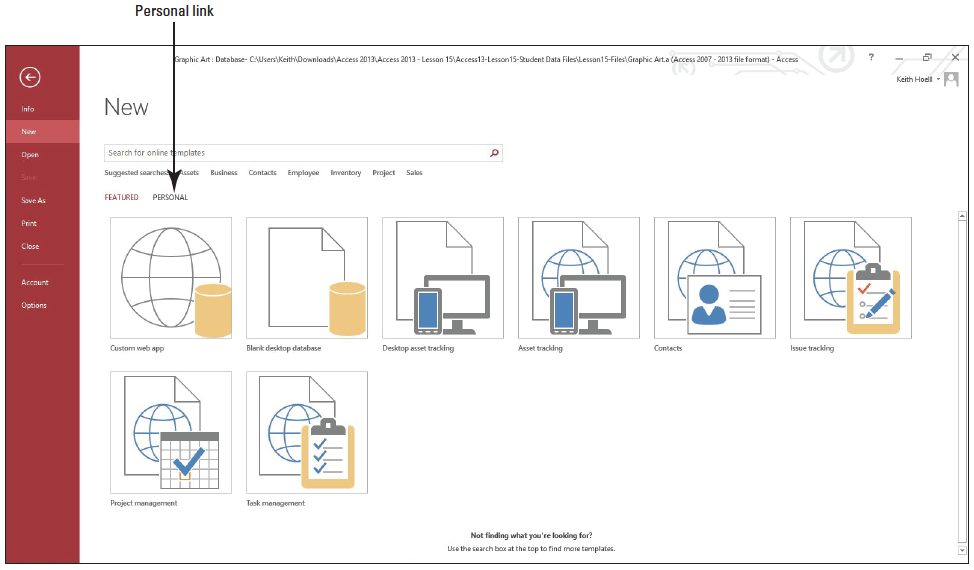 Personal link
Graphic Art : Database- C:\Users\Keith\Downloads\Access 2013\Access 2013 - Lesson 15\Access13-Lesson15-Student Data Files\Lesson15-Files\Graphic Art.a (Access 2007 - 2013 file format) - Access
?
Keith Hoell
Info
New
Open
Save
Save As
Print
Close
Account
Options
New
Search for online templates
Suggested searches: Assets Business Contacts Employee Inventory Project Sales
FEATURED PERSONAL
Custom web app
Blank desktop database
Desktop asset tracking
Asset tracking
Contacts
Issue tracking
Project management
Task management
Not finding what you're looking for?
Use the search box at the top to find more templates.